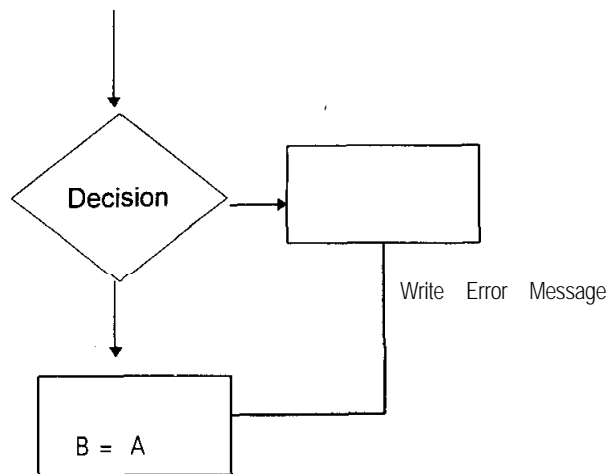 Decision
Write Error Message
B = A